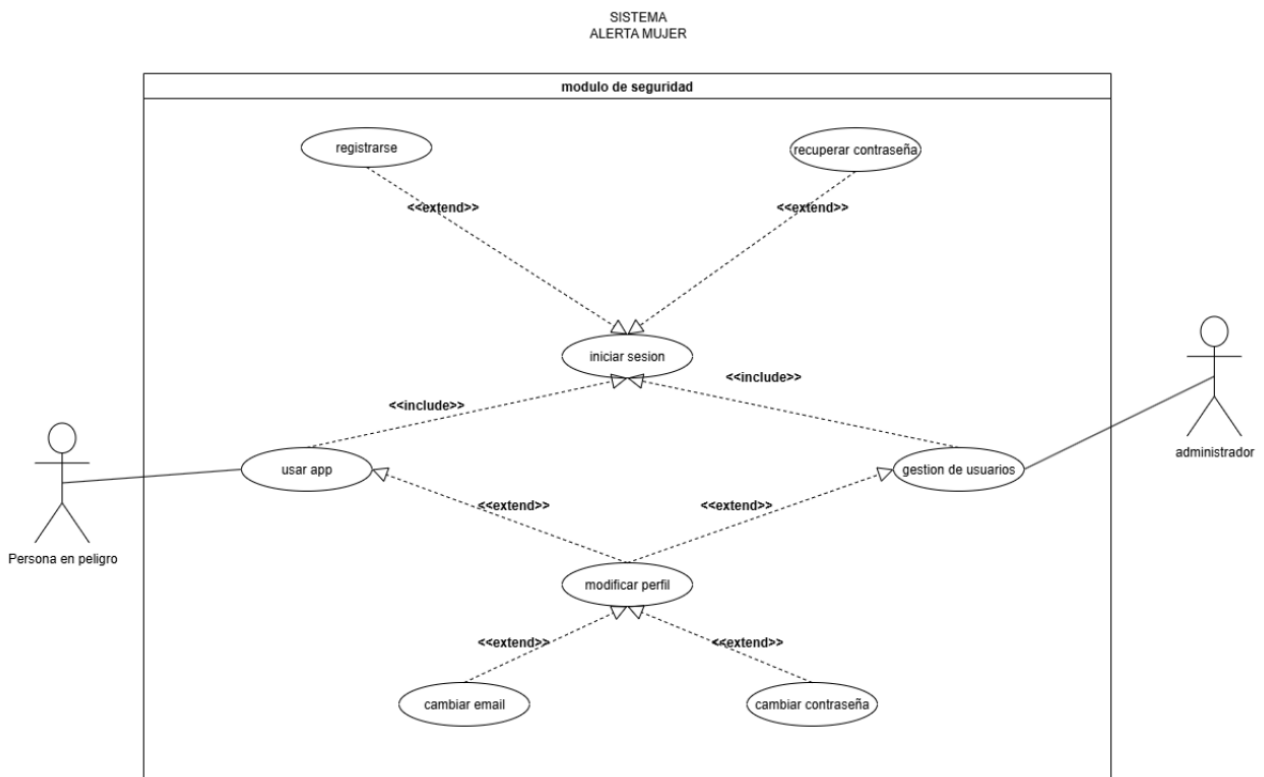 SISTEMA
ALERTA MUJER
modulo de seguridad
registrarse
recuperar contraseña
<<extend>>
<<extend>>
iniciar sesion
<<include>>
<<include>>
administrador
usar app
gestion de usuarios
<<extend>>
<<extend>>
Persona en peligro
modificar perfil
<<extend>>
<<extend>>
cambiar email
cambiar contraseña